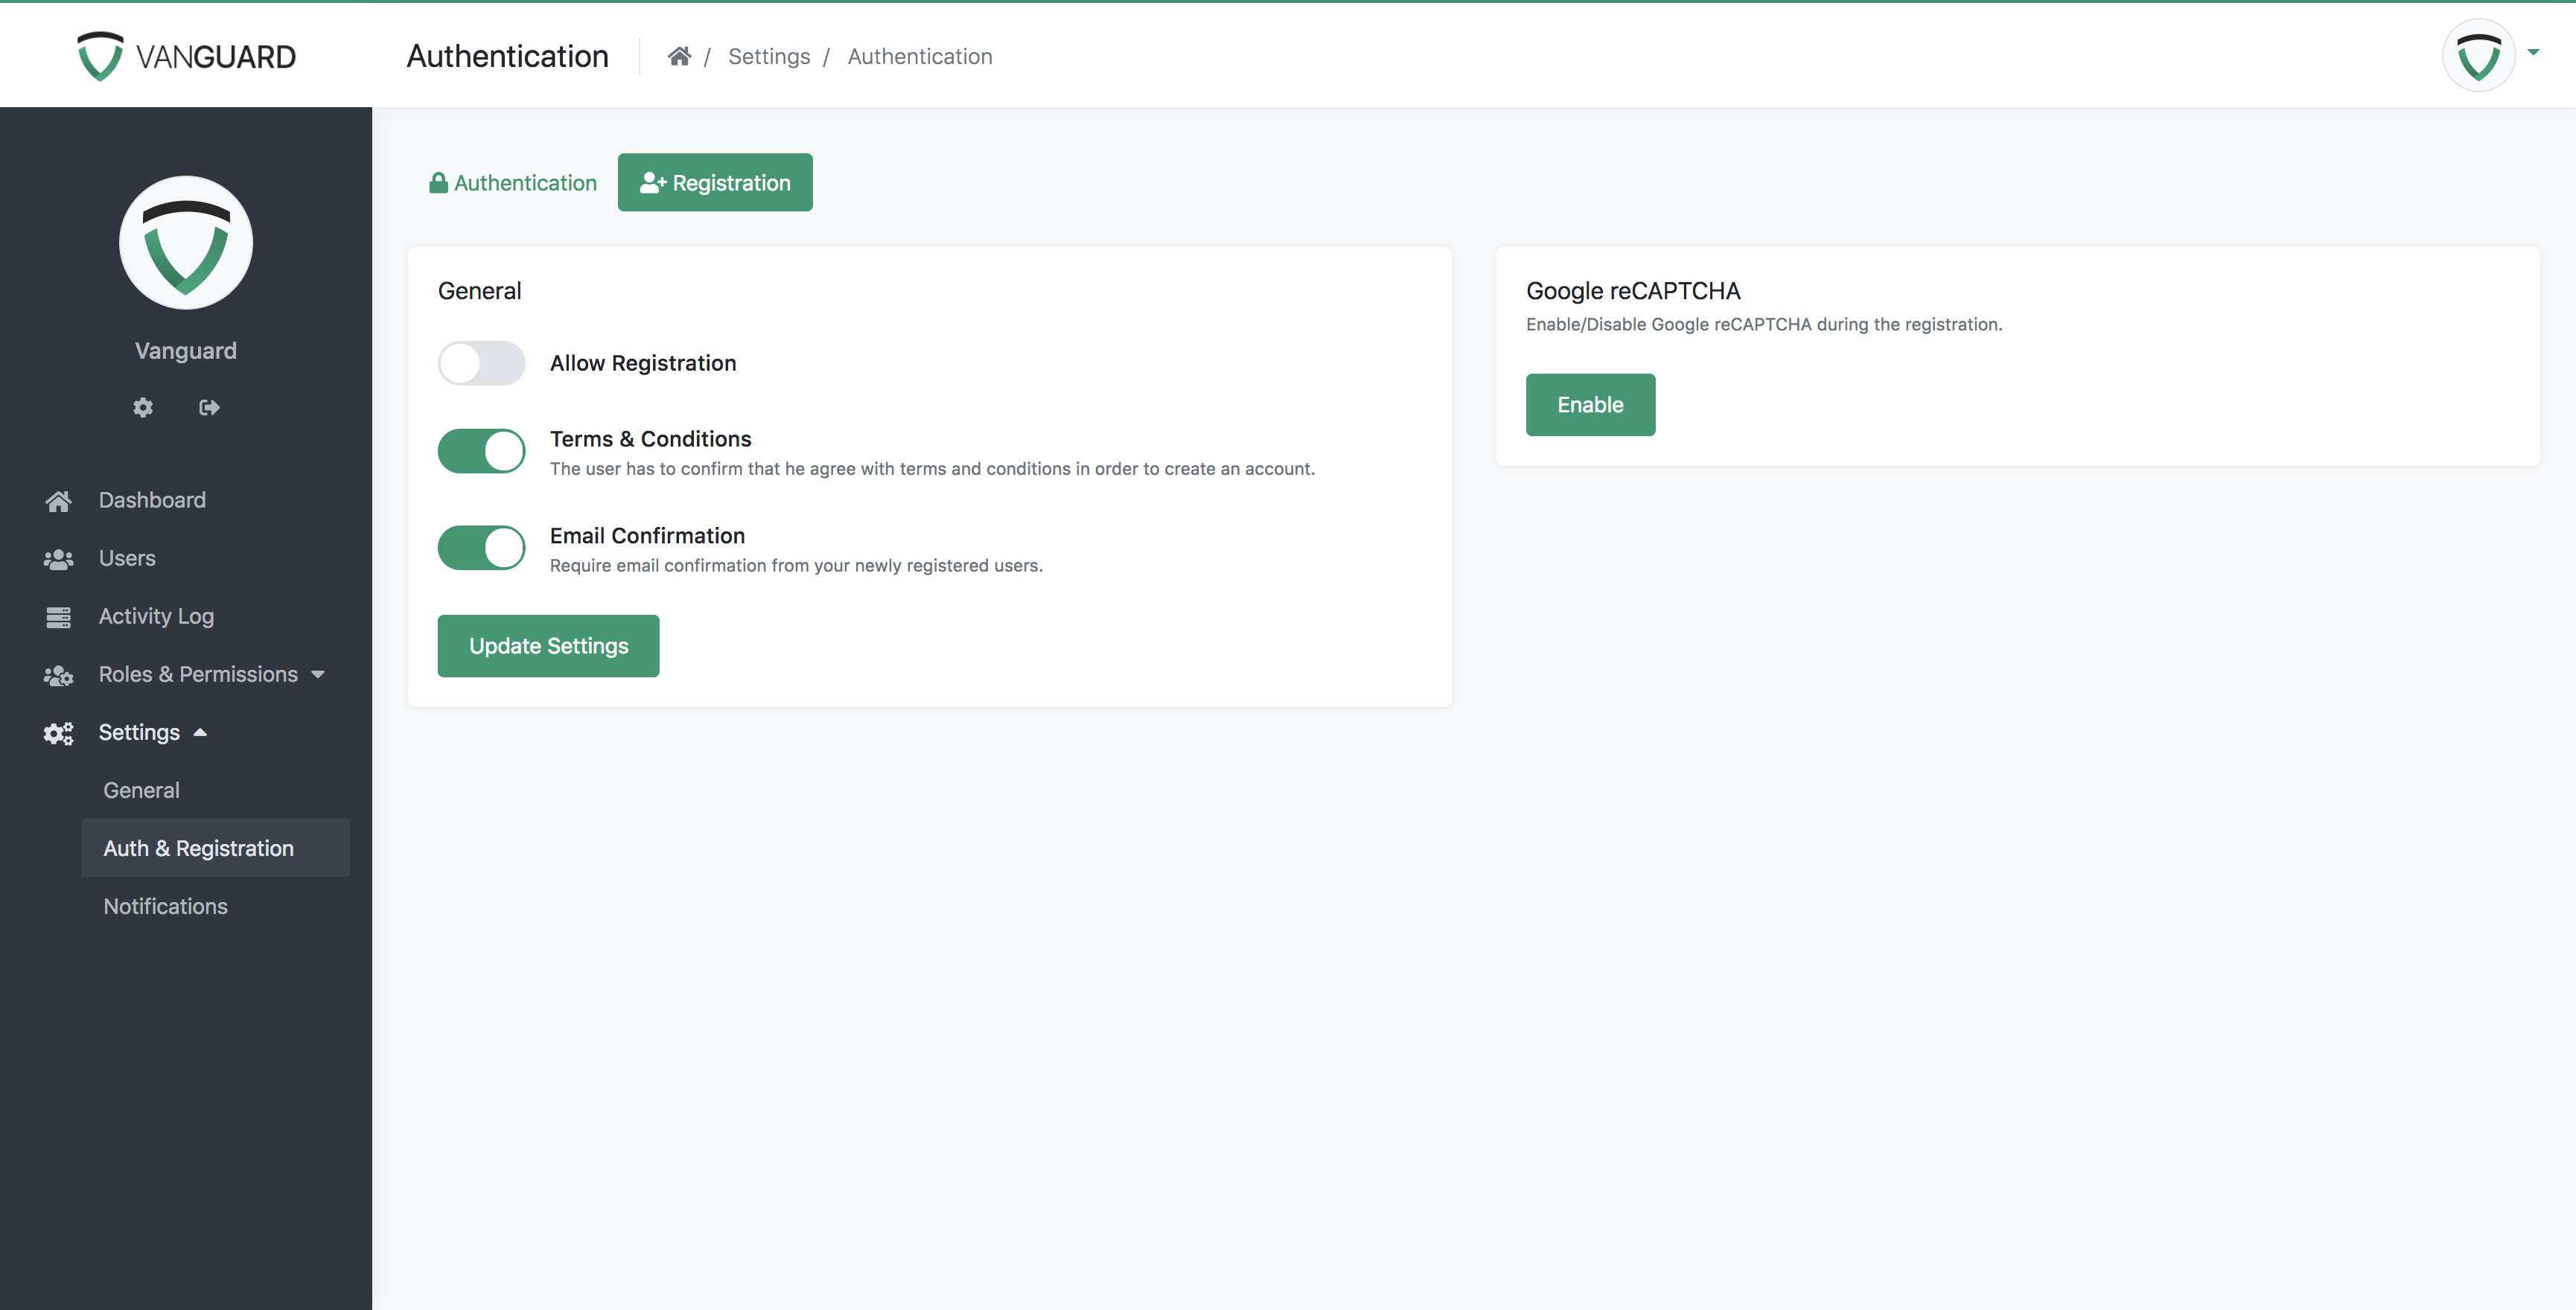 VANGUARD
Authentication
/ Settings / Authentication
Vanguard
Dashboard
Users
Activity Log
Roles & Permissions
Settings
General
Auth & Registration
Notifications
Authentication
Registration
General
Allow Registration
Terms & Conditions
The user has to confirm that he agree with terms and conditions in order to create an account.
Email Confirmation
Require email confirmation from your newly registered users.
Update Settings
Google reCAPTCHA
Enable/Disable Google reCAPTCHA during the registration.
Enable